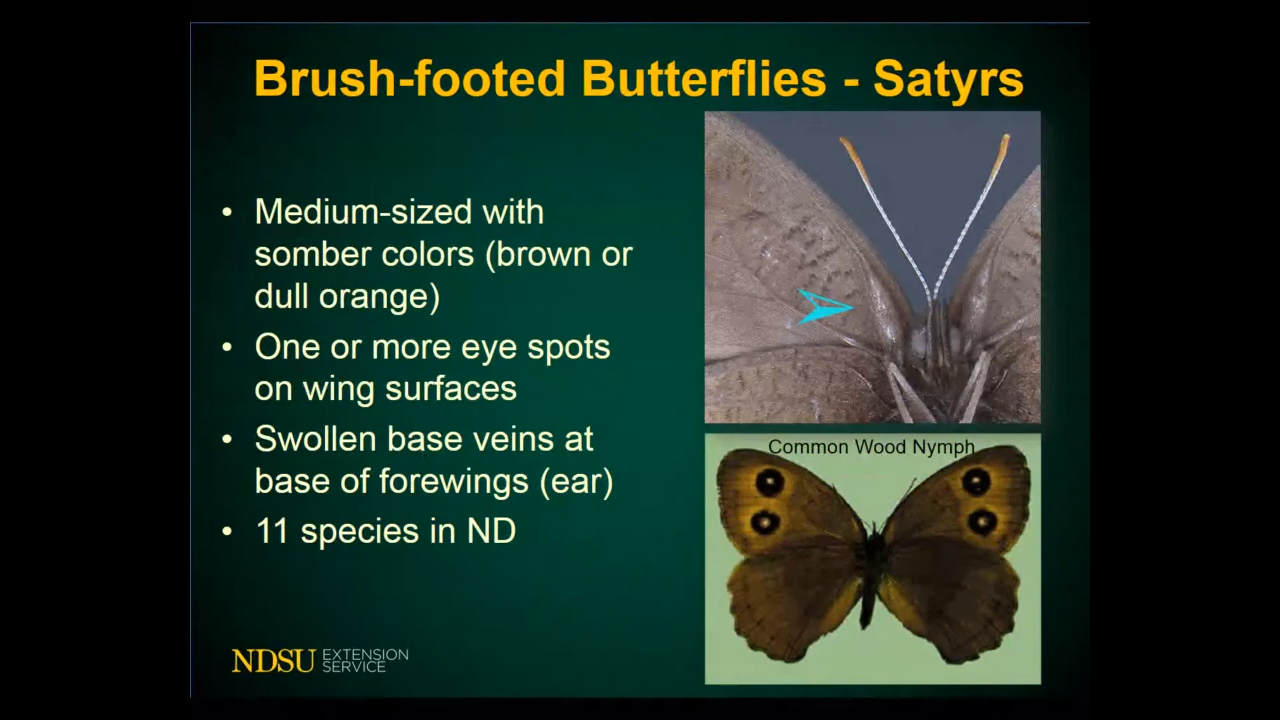 Brush-footed Butterflies - Satyrs
• Medium-sized with
somber colors (brown or
dull orange)
• One or more eye spots
on wing surfaces
• Swollen base veins at
base of forewings (ear)
• 11 species in ND
Common Wood Nymph
NDSU EXTENSION
SERVICE